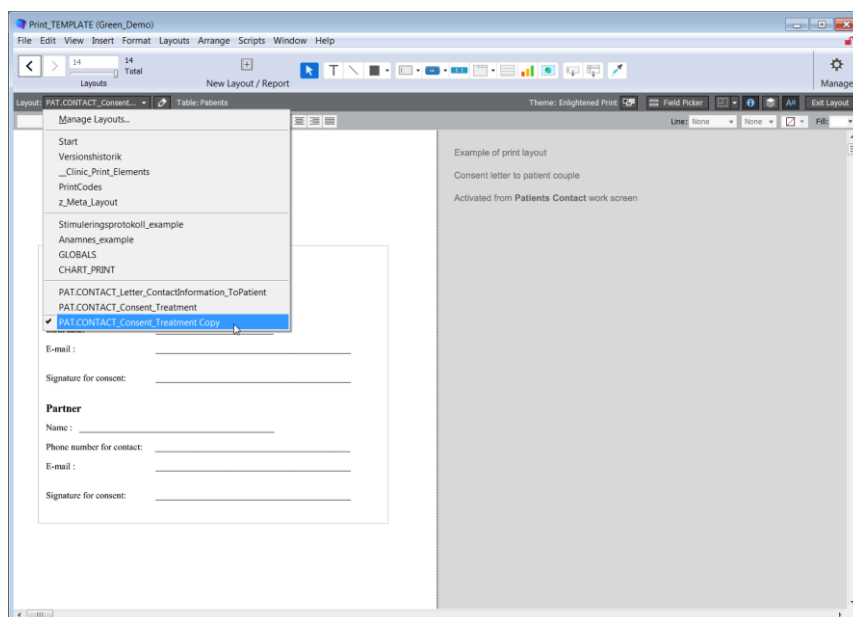 Print_TEMPLATE (Green_Demo)
File Edit View Insert Format Layouts Arrange Scripts Window Help
14
14
Total
Layouts
New Layout / Report
Manage
Layout: PAT.CONTACT_Consent... Table: Patients Theme: Enlightened Print Field Picker Exit Layout
Line: None None Fill:
Manage Layouts...
Start
Versionshistorik
__Clinic_Print_Elements
PrintCodes
z_Meta_Layout
Stimuleringsprotokoll_example
Anamnes_example
GLOBALS
CHART_PRINT
PAT.CONTACT_Letter_ContactInformation_ToPatient
PAT.CONTACT_Consent_Treatment
PAT.CONTACT_Consent_Treatment Copy
E-mail :
Signature for consent:
Partner
Name :
Phone number for contact:
E-mail :
Signature for consent:
Example of print layout
Consent letter to patient couple
Activated from Patients Contact work screen